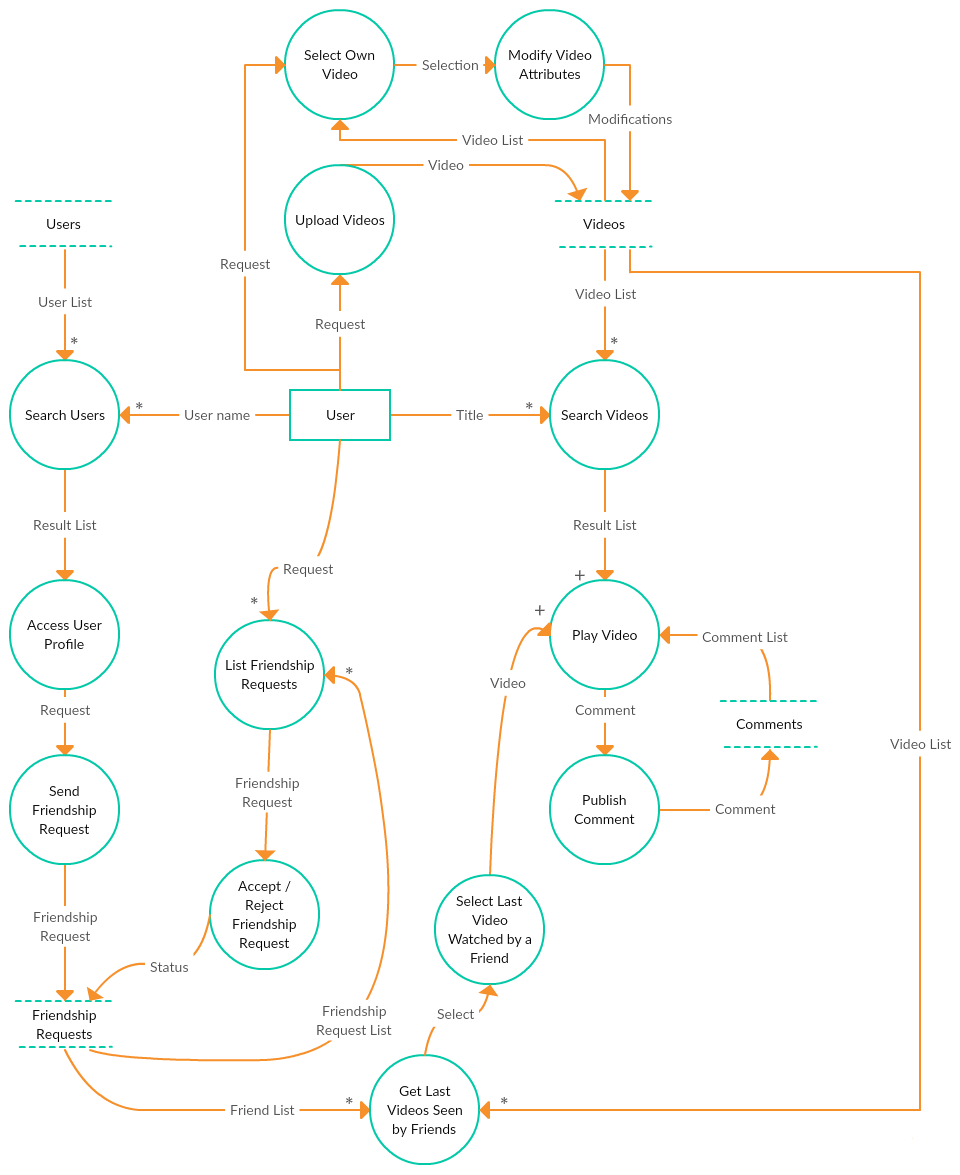 Select Own
Video
Selection
Modify Video
Attributes
Modifications
Video List
Video
Upload Videos
Users
Videos
Request
User List
Video List
Request
*
*
Search Users
*
User name
User
Title
*
Search Videos
Result List
Result List
Request
+
*
+
Access User
Profile
Play Video
Comment List
List Friendship
Requests
*
Video
Request
Comment
Comments
Video List
Friendship
Request
Send
Friendship
Request
Publish
Comment
Comment
Accept /
Reject
Friendship
Request
Select Last
Video
Watched by a
Friend
Friendship
Request
Status
Friendship
Requests
Friendship
Request List
Select
Friend List
*
Get Last
Videos Seen
by Friends
*